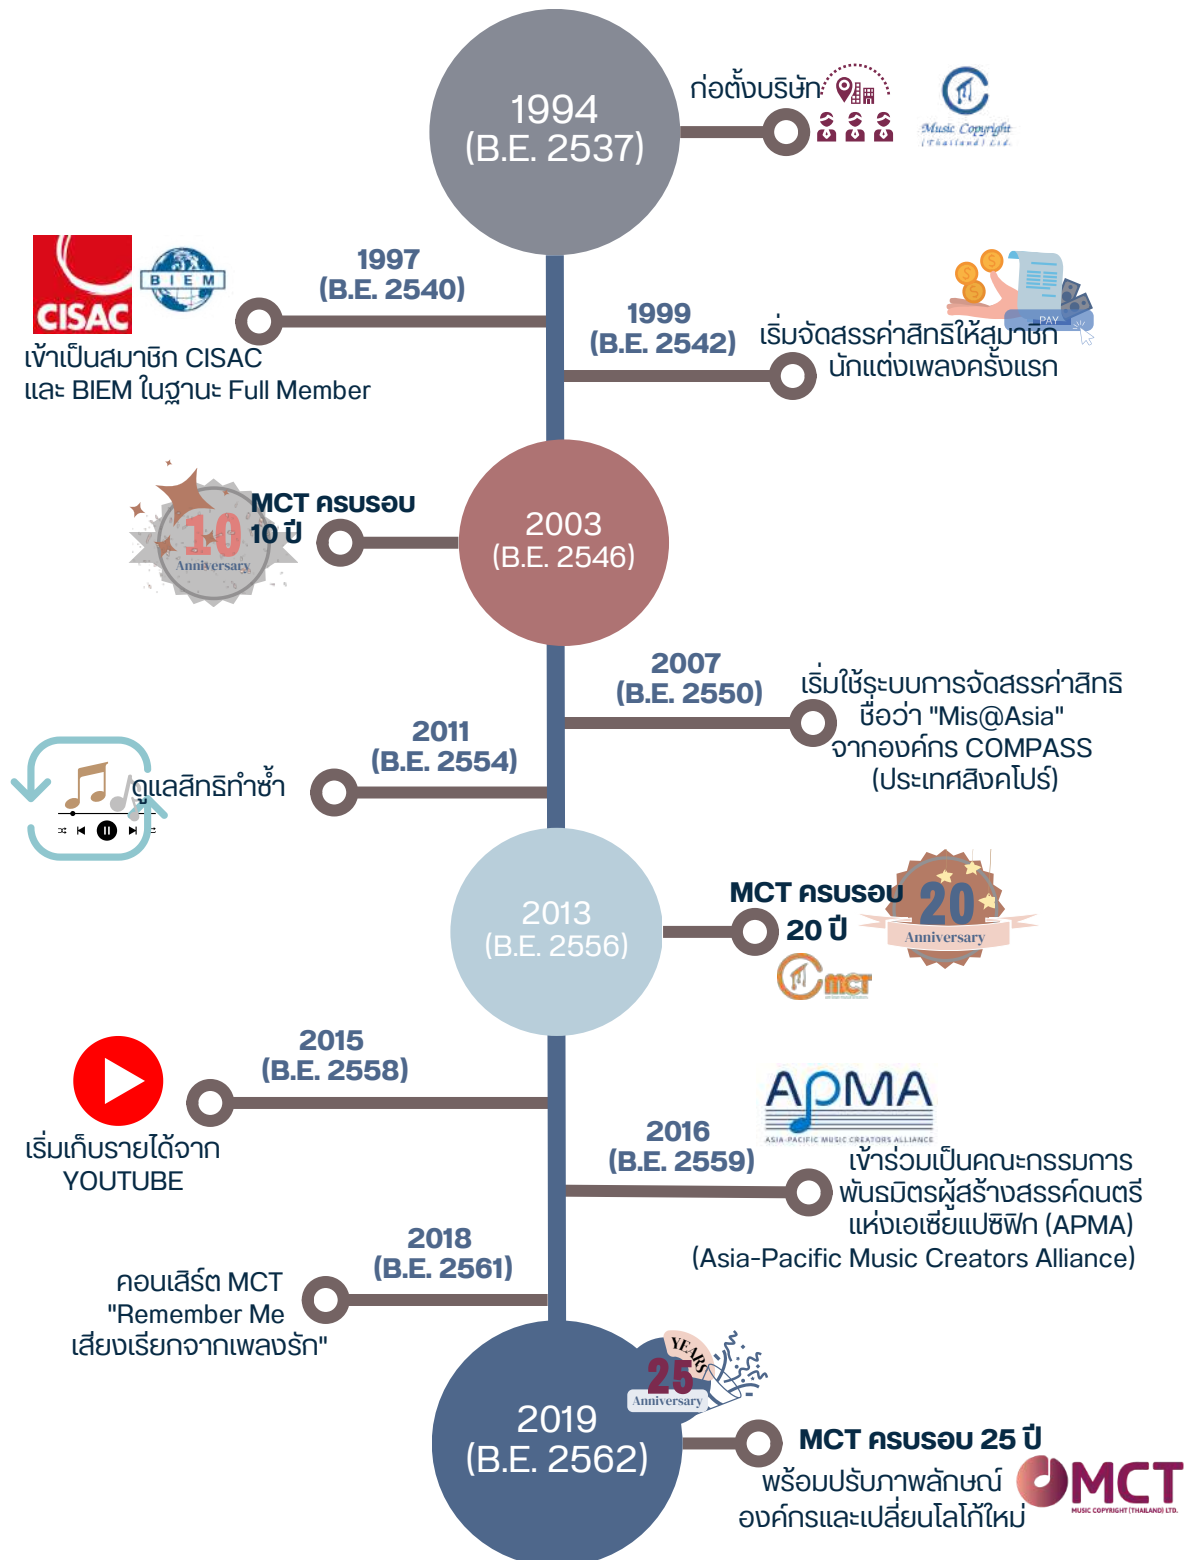 1994
(B.E. 2537)
ก่อตั้งบริษัท
Music Copyright
(Thailand) Ltd.
CISAC
BIEM
1997
(B.E. 2540)
เข้าเป็นสมาชิก CISAC
และ BIEM ในฐานะ Full Member
1999
(B.E. 2542)
PAY
เริ่มจัดสรรค่าสิทธิให้สมาชิก
นักแต่งเพลงครั้งแรก
2003
(B.E. 2546)
MCT ครบรอบ
10 ปี
10
Anniversary
2007
(B.E. 2550)
เริ่มใช้ระบบการจัดสรรค่าสิทธิ
ชื่อว่า "Mis@Asia"
จากองค์กร COMPASS
(ประเทศสิงคโปร์)
2011
(B.E. 2554)
ดูแลสิทธิทำซ้ำ
2013
(B.E. 2556)
MCT ครบรอบ
20 ปี
20
Anniversary
MCT
2015
(B.E. 2558)
เริ่มเก็บรายได้จาก
YOUTUBE
APMA
ASIA-PACIFIC MUSIC CREATORS ALLIANCE
2016
(B.E. 2559)
เข้าร่วมเป็นคณะกรรมการ
พันธมิตรผู้สร้างสรรค์ดนตรี
แห่งเอเชียแปซิฟิก (APMA)
(Asia-Pacific Music Creators Alliance)
2018
(B.E. 2561)
คอนเสิร์ต MCT
"Remember Me
เสียงเรียกจากเพลงรัก"
2019
(B.E. 2562)
YEARS
25
Anniversary
MCT ครบรอบ 25 ปี
พร้อมปรับภาพลักษณ์
องค์กรและเปลี่ยนโลโก้ใหม่
MCT
MUSIC COPYRIGHT (THAILAND) LTD.